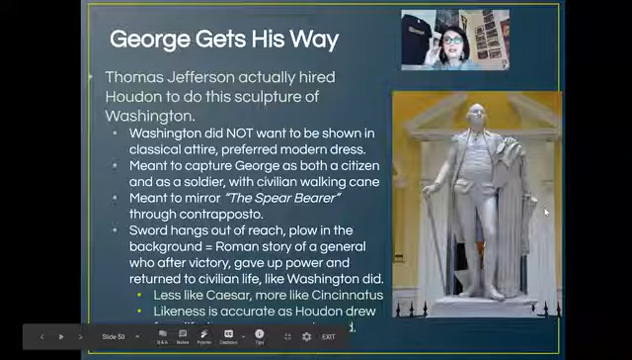 George Gets His Way
Thomas Jefferson actually hired
Houdon to do this sculpture of
Washington.
Washington did NOT want to be shown in
classical attire, preferred modern dress.
Meant to capture George as both a citizen
and as a soldier, with civilian walking cane
Meant to mirror "The Spear Bearer"
through contrapposto.
Sword hangs out of reach, plow in the
background = Roman story of a general
who after victory, gave up power and
returned to civilian life, like Washington did.
Less like Caesar, more like Cincinnatus
Likeness is accurate as Houdon drew
Slide 50
Q&A
Notes
Pointer
Captions
Tips
EXIT